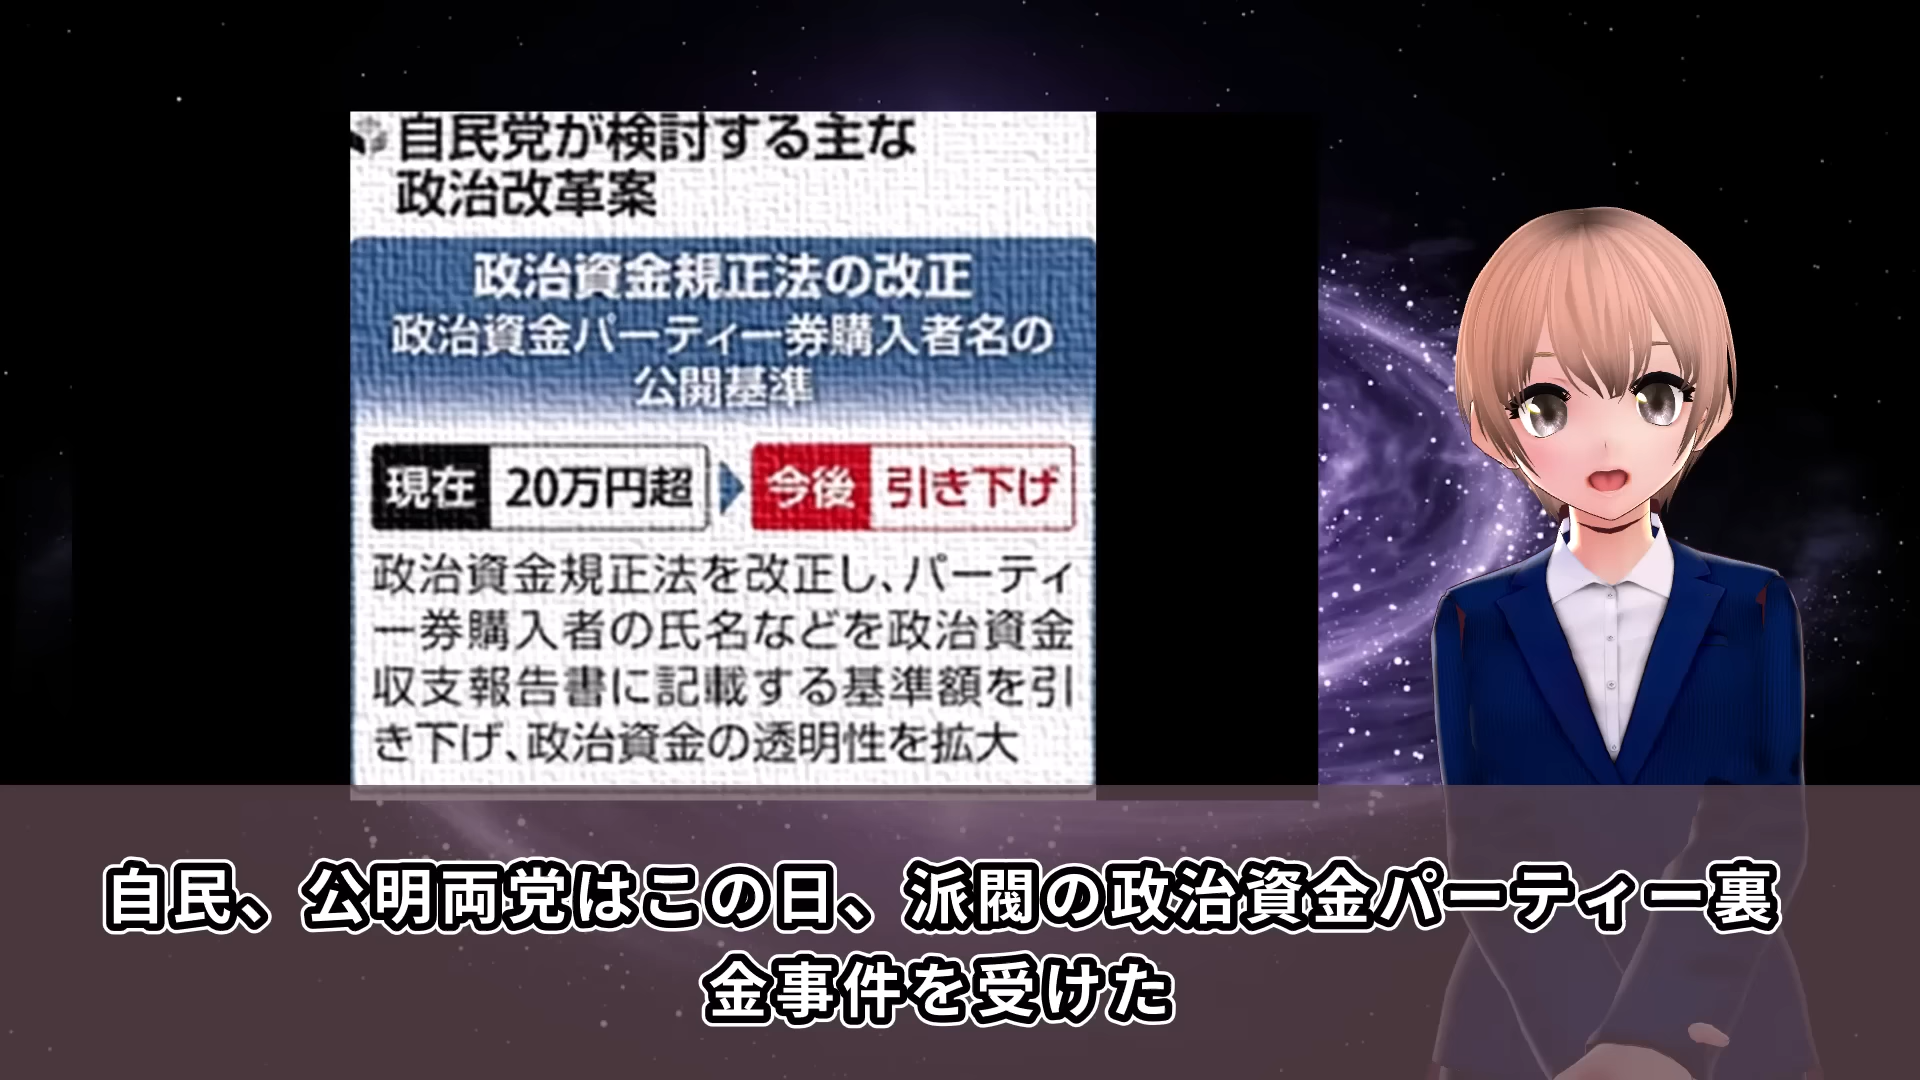 自民党が検討する主な
政治改革案
政治資金規正法の改正
政治資金パーティー券購入者名の
公開基準
現在 20万円超 今後 引き下げ
政治資金規正法を改正し、パーティ
ー券購入者の氏名などを政治資金
収支報告書に記載する基準額を引
き下げ、政治資金の透明性を拡大
自民、公明両党はこの日、派閥の政治資金パーティー裏
金事件を受けた